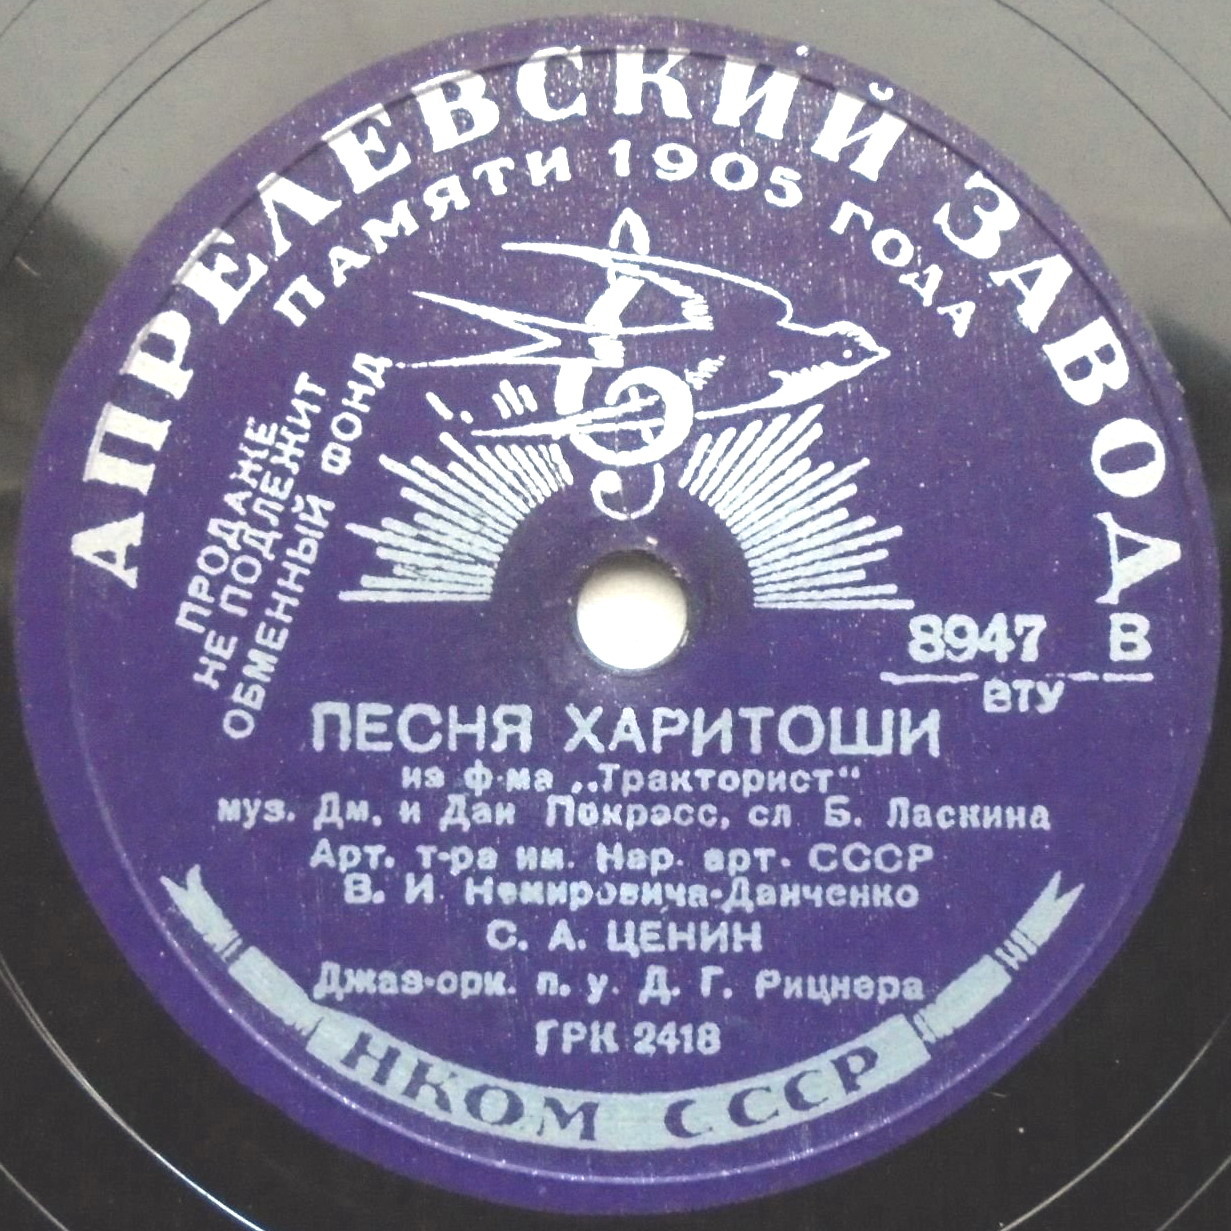 АПРЕЛЕВСКИЙ ЗАВОД
ПАМЯТИ 1905 ГОДА
ПРОДАЖЕ
НЕ ПОДЛЕЖИТ
ОБМЕННЫЙ ФОНД
8947 В
ВТУ
ПЕСНЯ ХАРИТОШИ
из ф-ма „Тракторист“
муз. Дм. и Дан Покрасс, сл Б. Ласкина
Арт. т-ра им. Нар. арт. СССР
В. И Немировича-Данченко
С. А. ЦЕНИН
Джаз-орк. п. у. Д. Г. Рицнера
ГРК 2418
НКОМ СССР